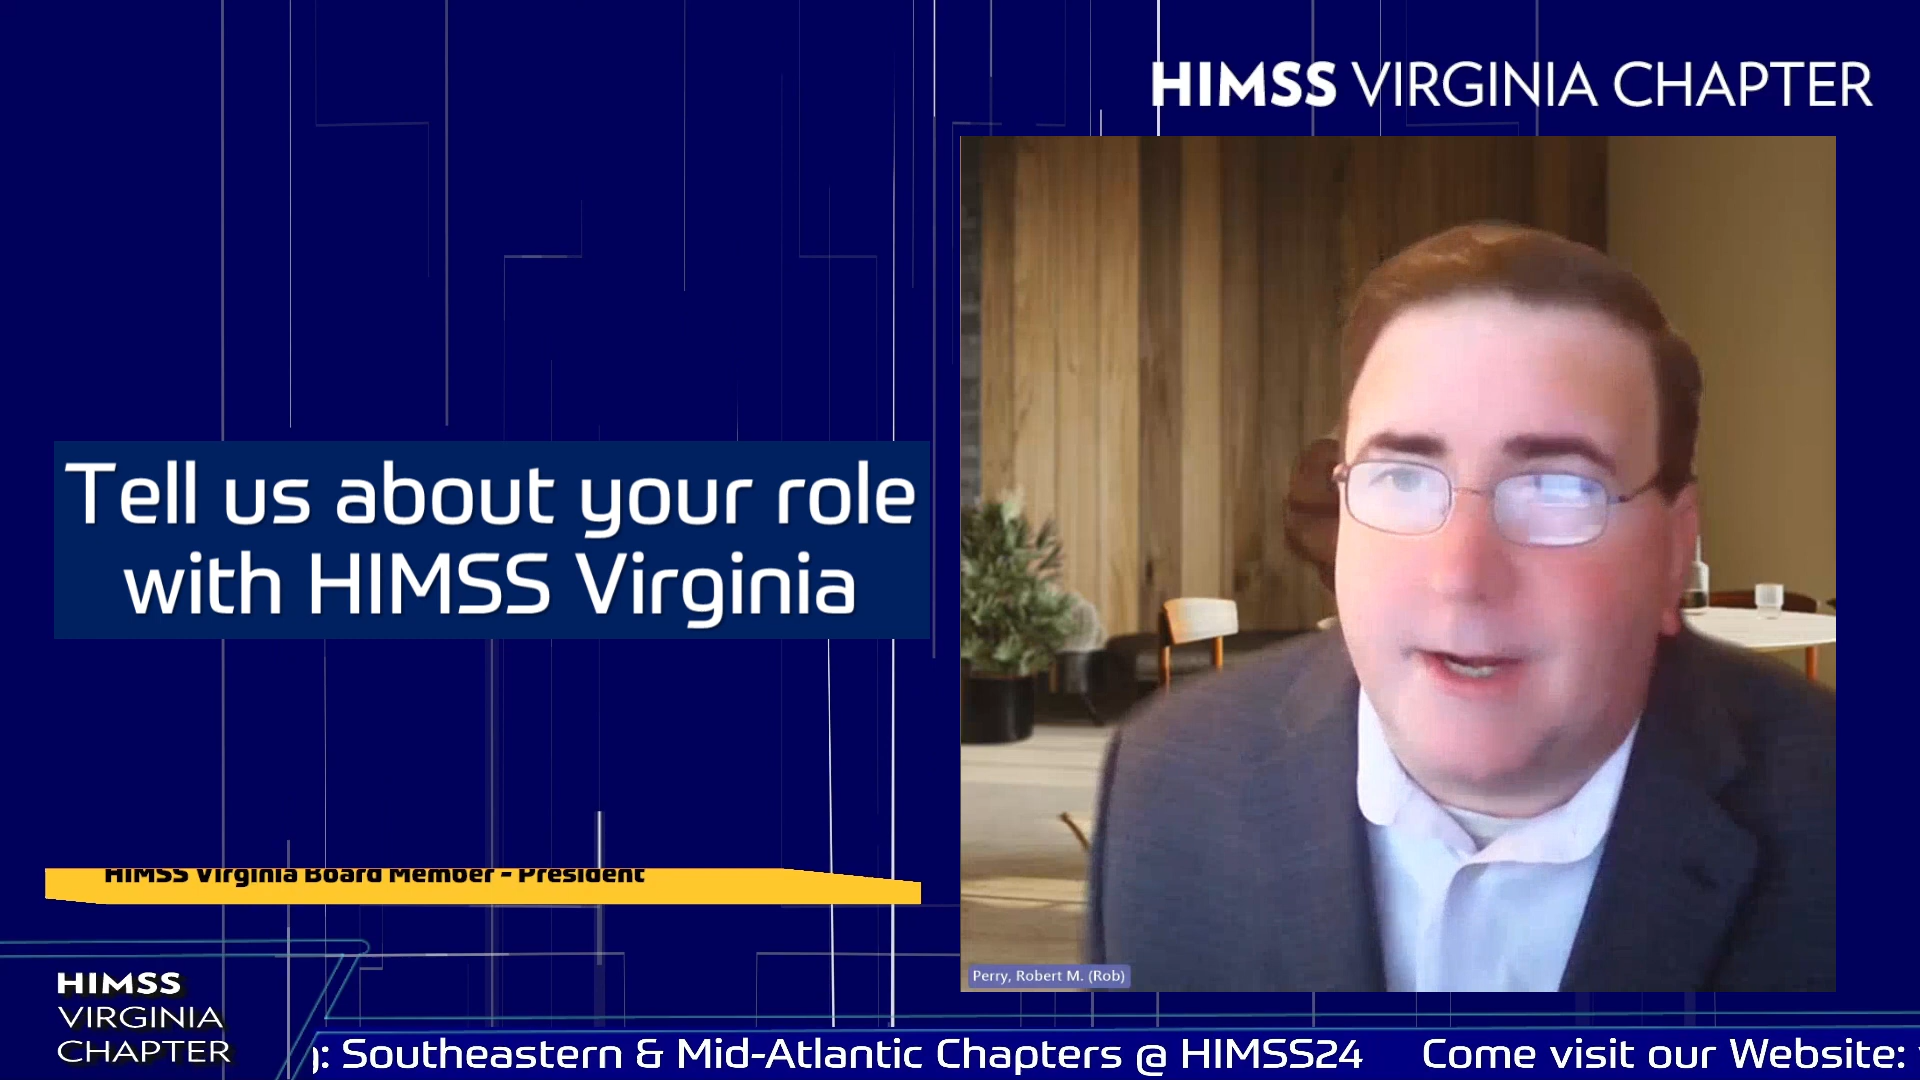 HIMSS VIRGINIA CHAPTER
Tell us about your role
with HIMSS Virginia
HIMSS Virginia Board Member - President
Perry, Robert M. (Rob)
HIMSS
VIRGINIA
CHAPTER
: Southeastern & Mid-Atlantic Chapters @ HIMSS24 Come visit our Website: